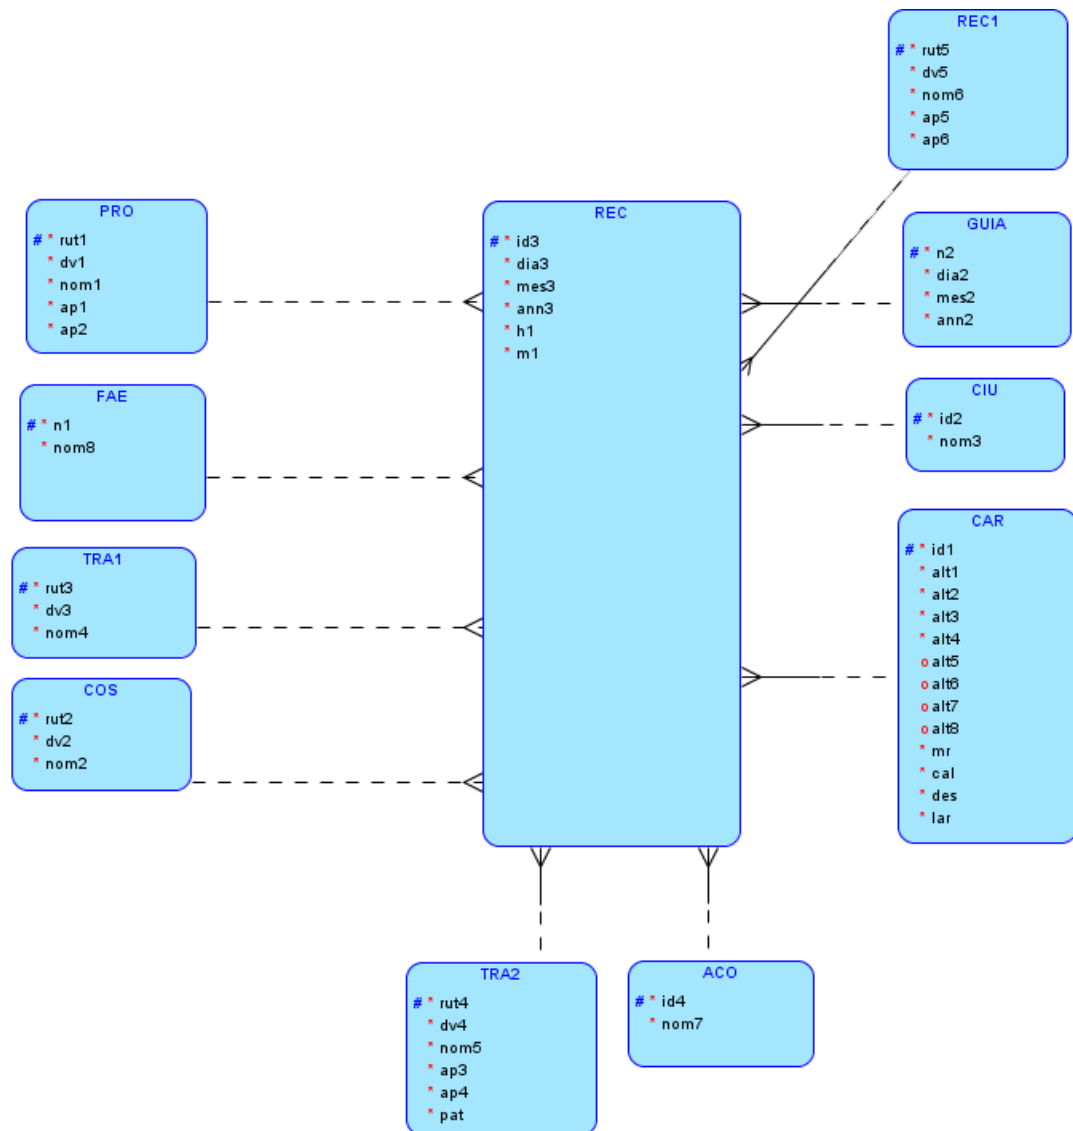 REC1
# * rut5
* dv5
* nom6
* ap5
* ap6
PRO
# * rut1
* dv1
* nom1
* ap1
* ap2
REC
# * id3
* dia3
* mes3
* ann3
* h1
* m1
GUIA
# * n2
* dia2
* mes2
* ann2
FAE
# * n1
* nom8
CIU
# * id2
* nom3
TRA1
# * rut3
* dv3
* nom4
CAR
# * id1
* alt1
* alt2
* alt3
* alt4
o alt5
o alt6
o alt7
o alt8
* mr
* cal
* des
* lar
COS
# * rut2
* dv2
* nom2
TRA2
# * rut4
* dv4
* nom5
* ap3
* ap4
* pat
ACO
# * id4
* nom7